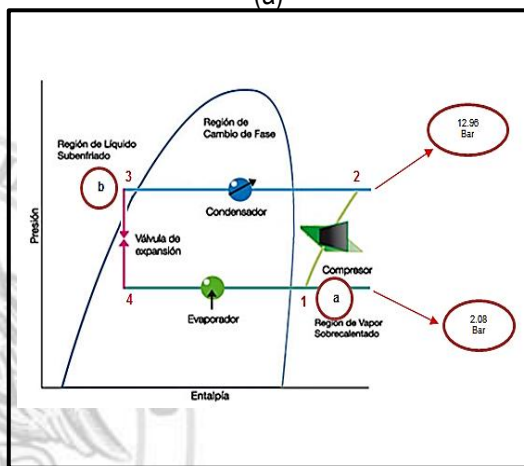 (a)
Región de
Cambio de Fase
Región de Líquido
Subenfriado
12.96
Bar
b
3
2
Condensador
Presión
Válvula de
expansión
Compresor
4
1
a
Evaporador
Región de Vapor
Sobrecalentado
2.08
Bar
Entalpía